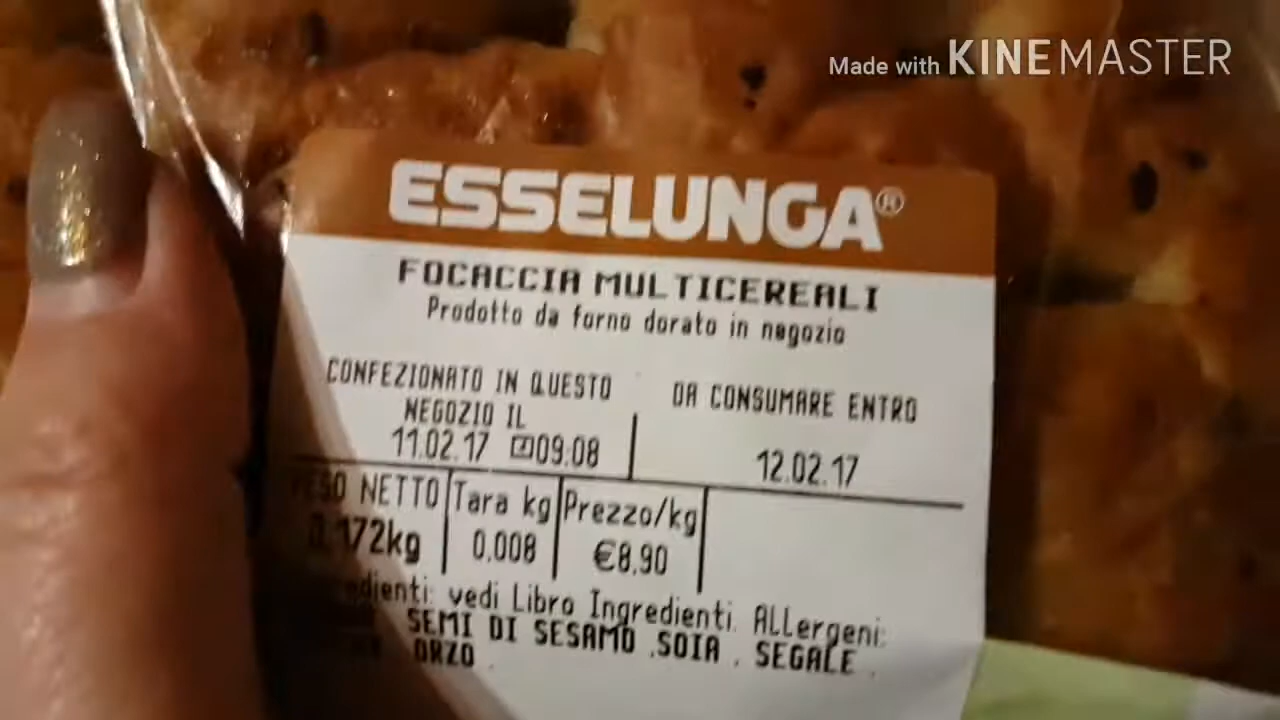 Made with KINEMASTER
ESSELUNGA®
FOCACCIA MULTICEREALI
Prodotto da forno dorato in negozio
CONFEZIONATO IN QUESTO
NEGOZIO IL
11.02.17 09:08
DA CONSUMARE ENTRO
12.02.17
PESO NETTO Tara kg Prezzo/kg
0.172kg 0.008 €8.90
vedi Libro Ingredienti. ALLergeni:
SEMI DI SESAMO .SOIA . SEGALE .
ORZO .